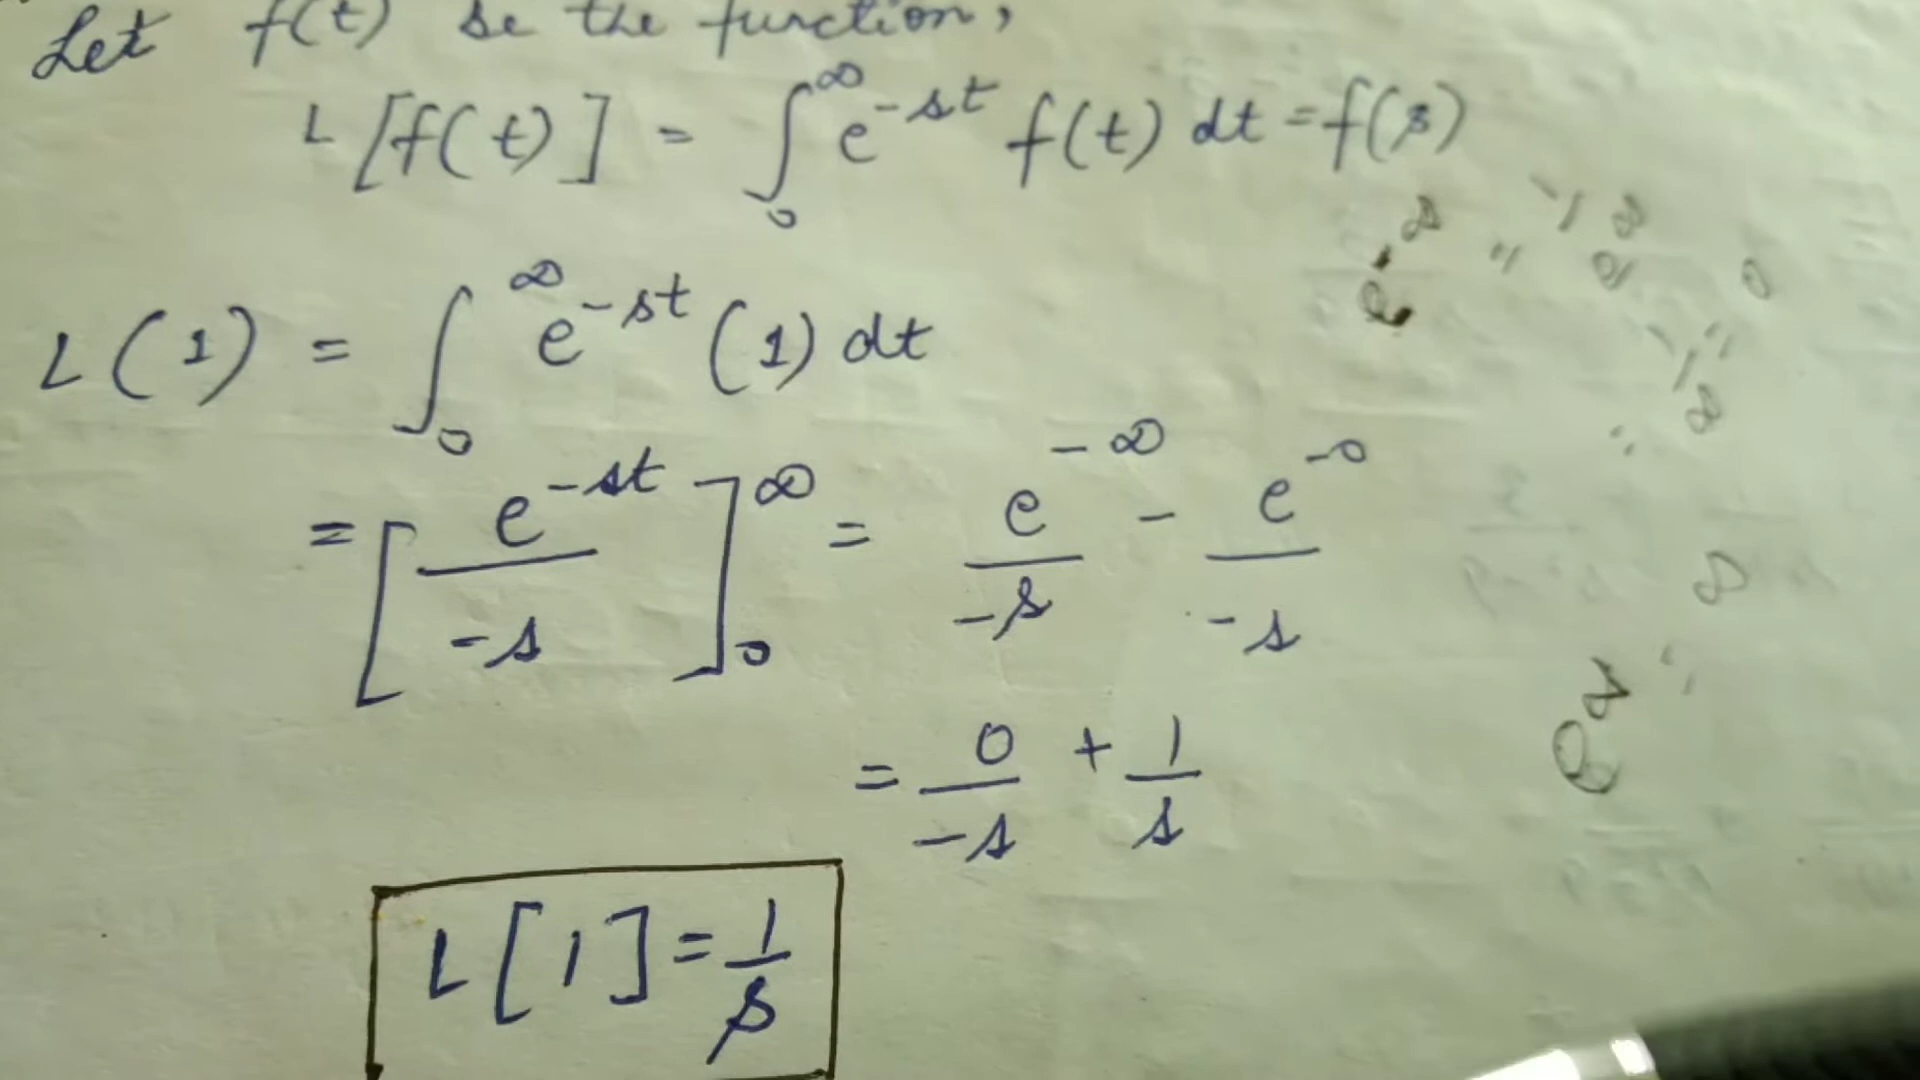 Let f(t) be the function,
L[f(t)] = ∫₀^∞ e^{-st} f(t) dt = f(s)
L(1) = ∫₀^∞ e^{-st} (1) dt
= [e^{-st}/-s]₀^∞ = e^{-∞}/-s - e^{-0}/-s
= 0/-s + 1/s
L[1] = 1/s